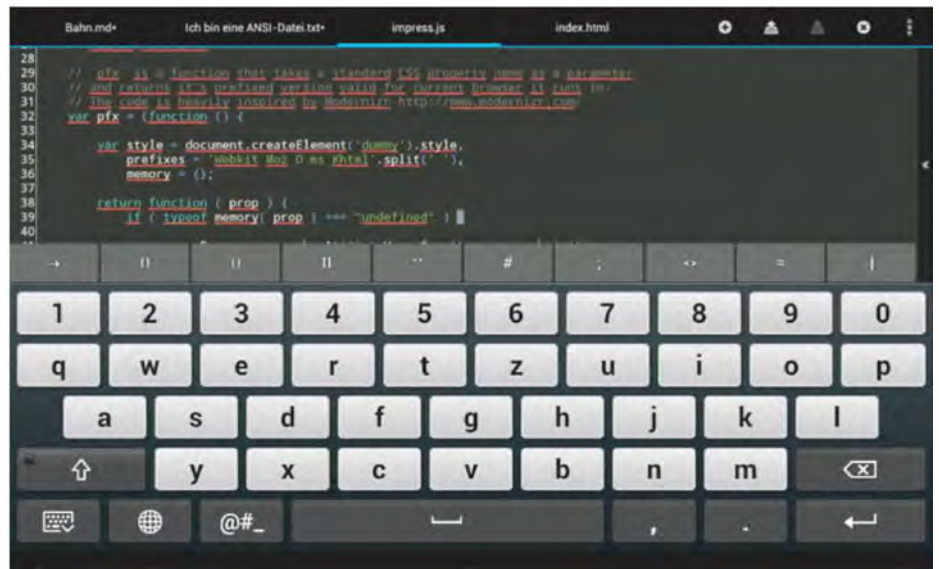 Bahn.md• Ich bin eine ANSI-Datei.txt• impress.js index.html
28
29 // pfx is a function that takes a standard CSS property name as a parameter
30 // and returns it's prefixed version valid for current browser it runs in.
31 // The code is heavily inspired by Modernizr http://www.modernizr.com/
32 var pfx = (function () {
33
34 var style = document.createElement('dummy').style,
35 prefixes = 'Webkit Moz O ms Khtml'.split(' '),
36 memory = {};
37
38 return function ( prop ) {
39 if ( typeof memory[ prop ] === "undefined" ) {
40
→ # ; <> = |
1 2 3 4 5 6 7 8 9 0
q w e r t z u i o p
a s d f g h j k l
y x c v b n m
@#_ , .